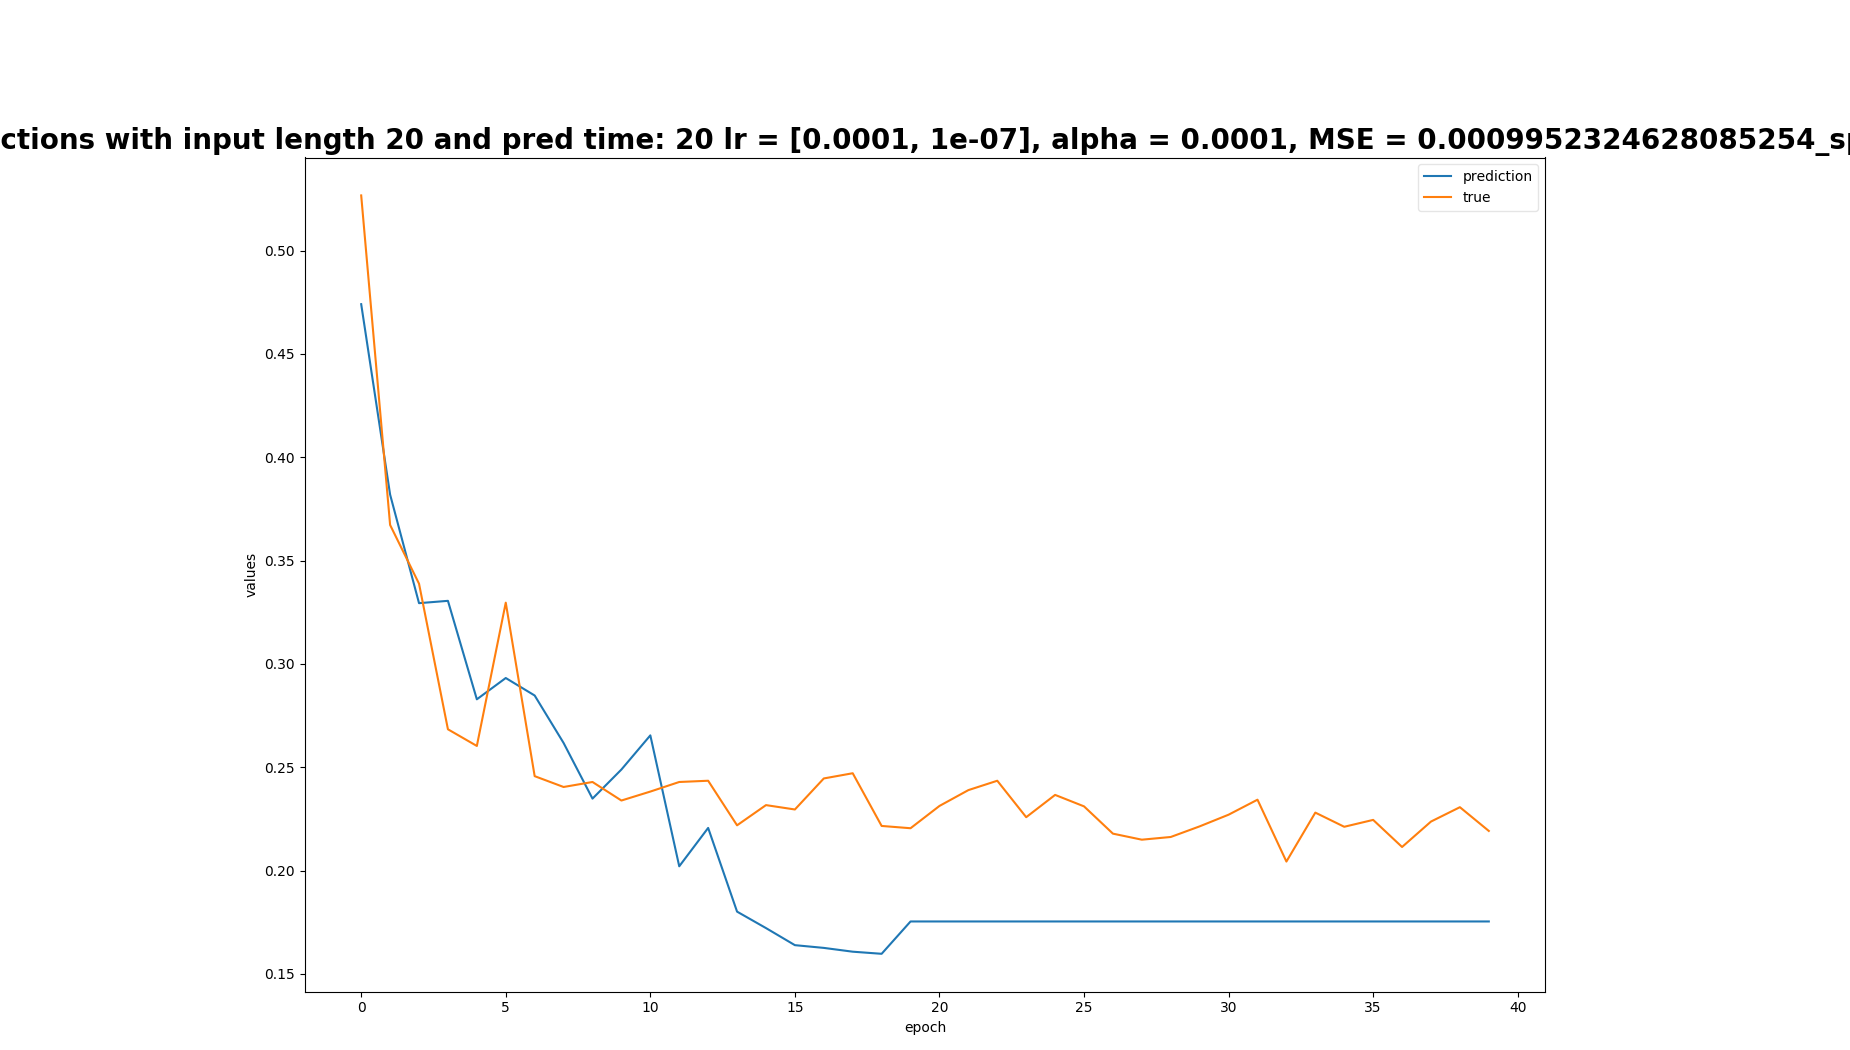 ctions with input length 20 and pred time: 20 lr = [0.0001, 1e-07], alpha = 0.0001, MSE = 0.0009952324628085254_sp
prediction
true
values
0.50
0.45
0.40
0.35
0.30
0.25
0.20
0.15
0 5 10 15 20 25 30 35 40
epoch